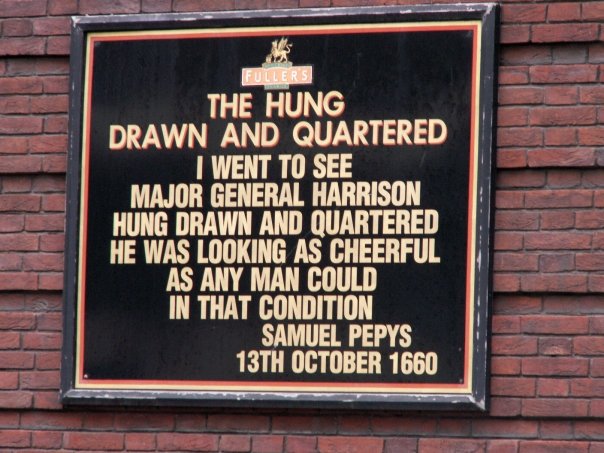 FULLERS
THE HUNG
DRAWN AND QUARTERED
I WENT TO SEE
MAJOR GENERAL HARRISON
HUNG DRAWN AND QUARTERED
HE WAS LOOKING AS CHEERFUL
AS ANY MAN COULD
IN THAT CONDITION
SAMUEL PEPYS
13TH OCTOBER 1660